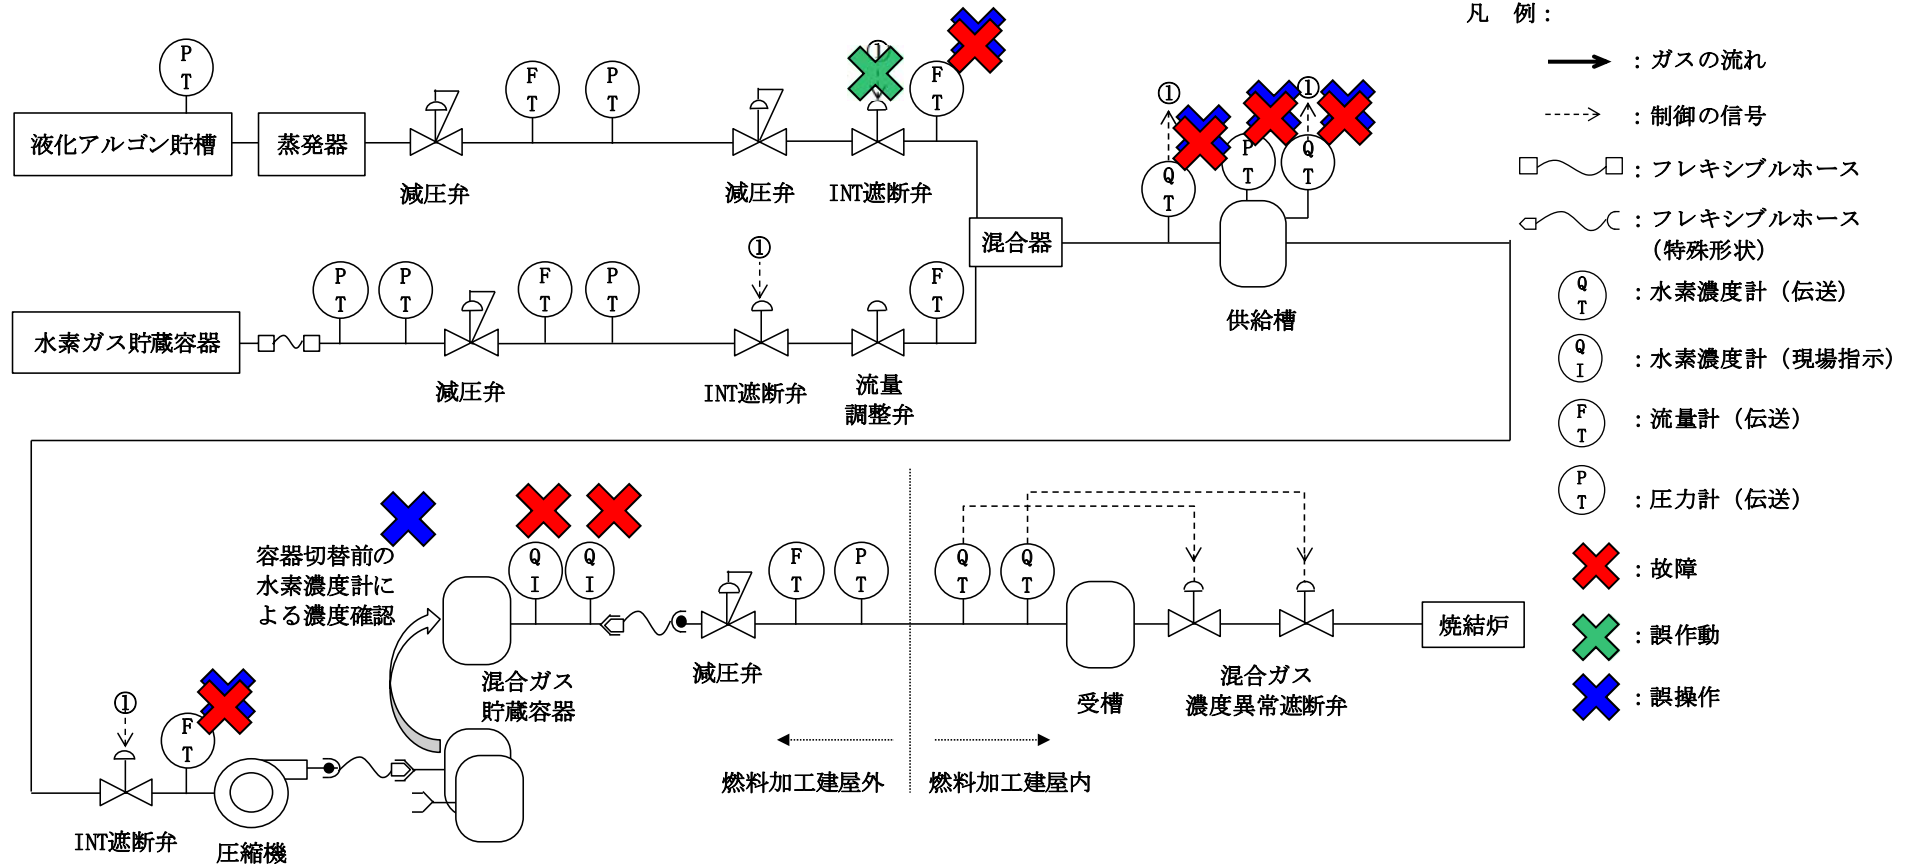 凡　例：
：ガスの流れ
：制御の信号
：フレキシブルホース
：フレキシブルホース
（特殊形状）
Q
T
：水素濃度計（伝送）
Q
I
：水素濃度計（現場指示）
F
T
：流量計（伝送）
P
T
：圧力計（伝送）
：故障
：誤作動
：誤操作
P
T
液化アルゴン貯槽
蒸発器
減圧弁
F
T
P
T
減圧弁
①
INT遮断弁
F
T
水素ガス貯蔵容器
P
T
P
T
減圧弁
F
T
P
T
①
INT遮断弁
流量
調整弁
F
T
混合器
①
Q
T
P
T
①
Q
T
供給槽
①
INT遮断弁
F
T
圧縮機
容器切替前の
水素濃度計に
よる濃度確認
混合ガス
貯蔵容器
Q
I
Q
I
減圧弁
F
T
P
T
燃料加工建屋外
燃料加工建屋内
Q
T
Q
T
受槽
混合ガス
濃度異常遮断弁
焼結炉